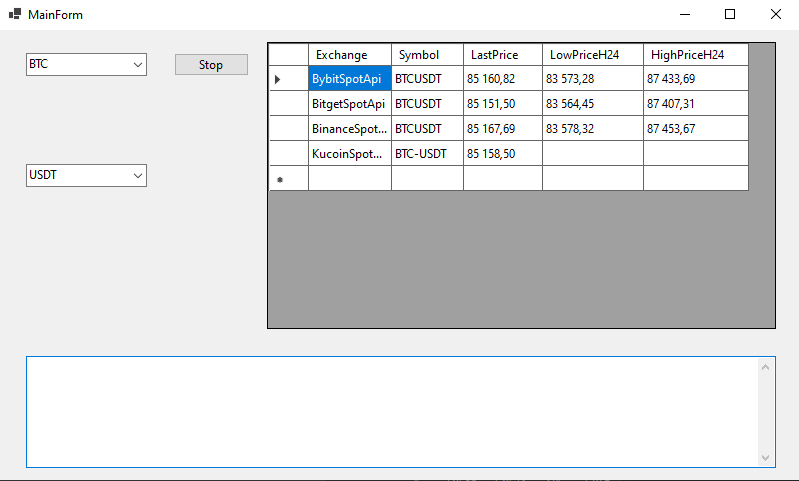 MainForm
BTC
Stop
USDT
Exchange Symbol LastPrice LowPriceH24 HighPriceH24
BybitSpotApi BTCUSDT 85 160,82 83 573,28 87 433,69
BitgetSpotApi BTCUSDT 85 151,50 83 564,45 87 407,31
BinanceSpot... BTCUSDT 85 167,69 83 578,32 87 453,67
KucoinSpot... BTC-USDT 85 158,50